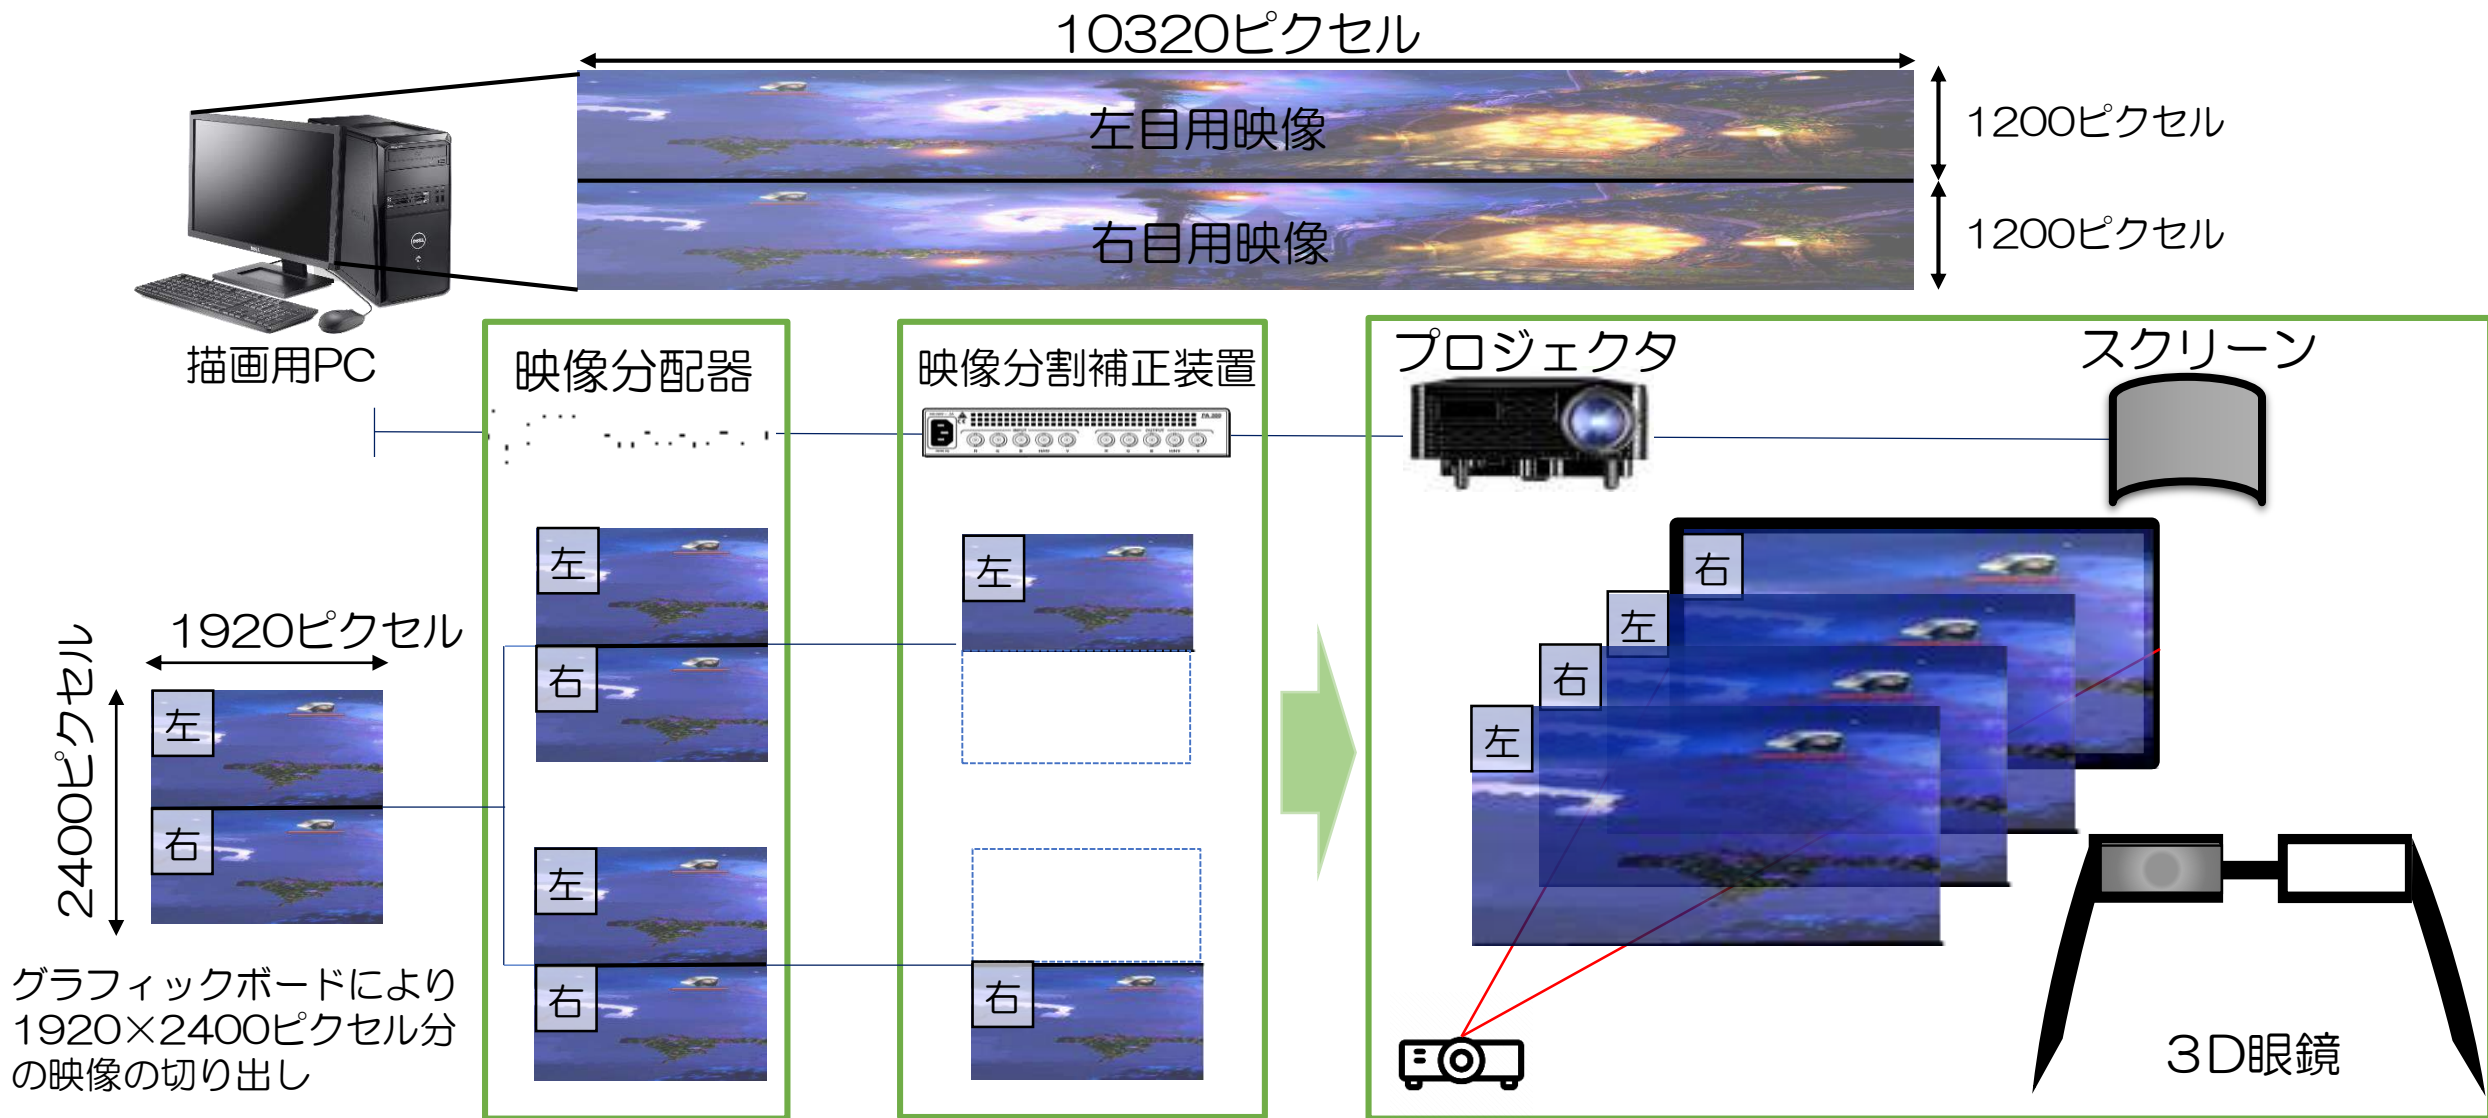 10320ピクセル
左目用映像
1200ピクセル
右目用映像
1200ピクセル
描画用PC
映像分配器
映像分割補正装置
プロジェクタ
スクリーン
左
右
左
右
左
右
1920ピクセル
2400ピクセル
左
右
左
右
右
左
右
左
グラフィックボードにより
1920×2400ピクセル分
の映像の切り出し
3D眼鏡